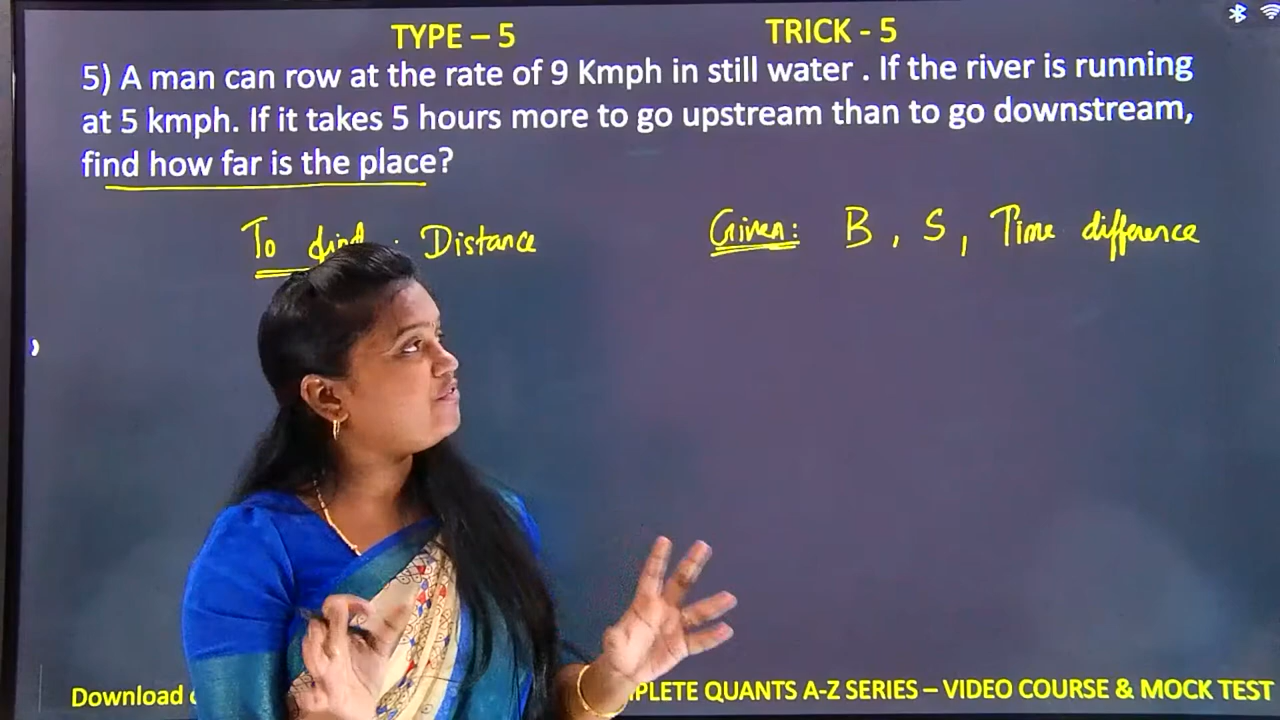 TYPE – 5 TRICK - 5
5) A man can row at the rate of 9 Kmph in still water . If the river is running
at 5 kmph. If it takes 5 hours more to go upstream than to go downstream,
find how far is the place?
To find : Distance Given: B , S , Time difference
Download PLETE QUANTS A-Z SERIES – VIDEO COURSE & MOCK TEST